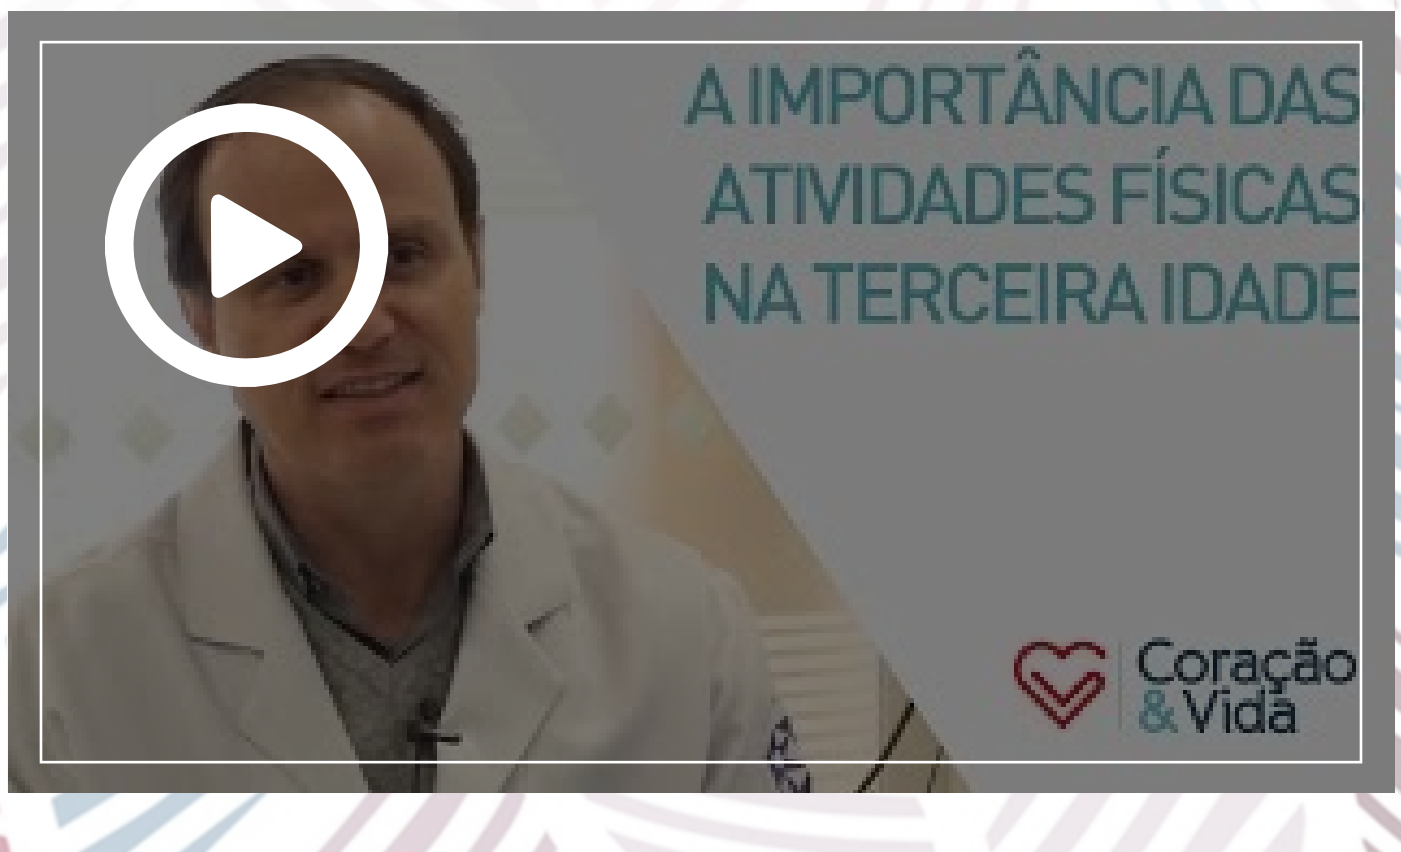 A IMPORTÂNCIA DAS
ATIVIDADES FÍSICAS
NA TERCEIRA IDADE
Coração
& Vida